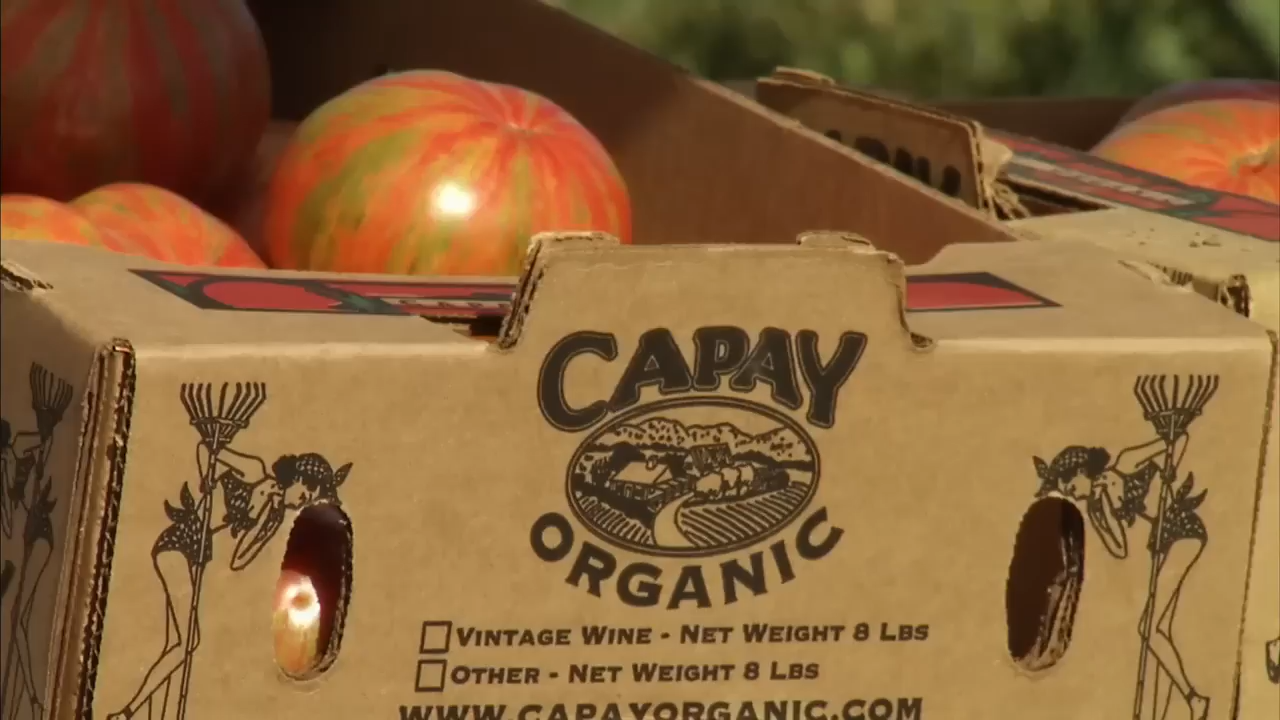 CAPAY
ORGANIC
VINTAGE WINE - NET WEIGHT 8 LBS
OTHER - NET WEIGHT 8 LBS
WWW.CAPAYORGANIC.COM